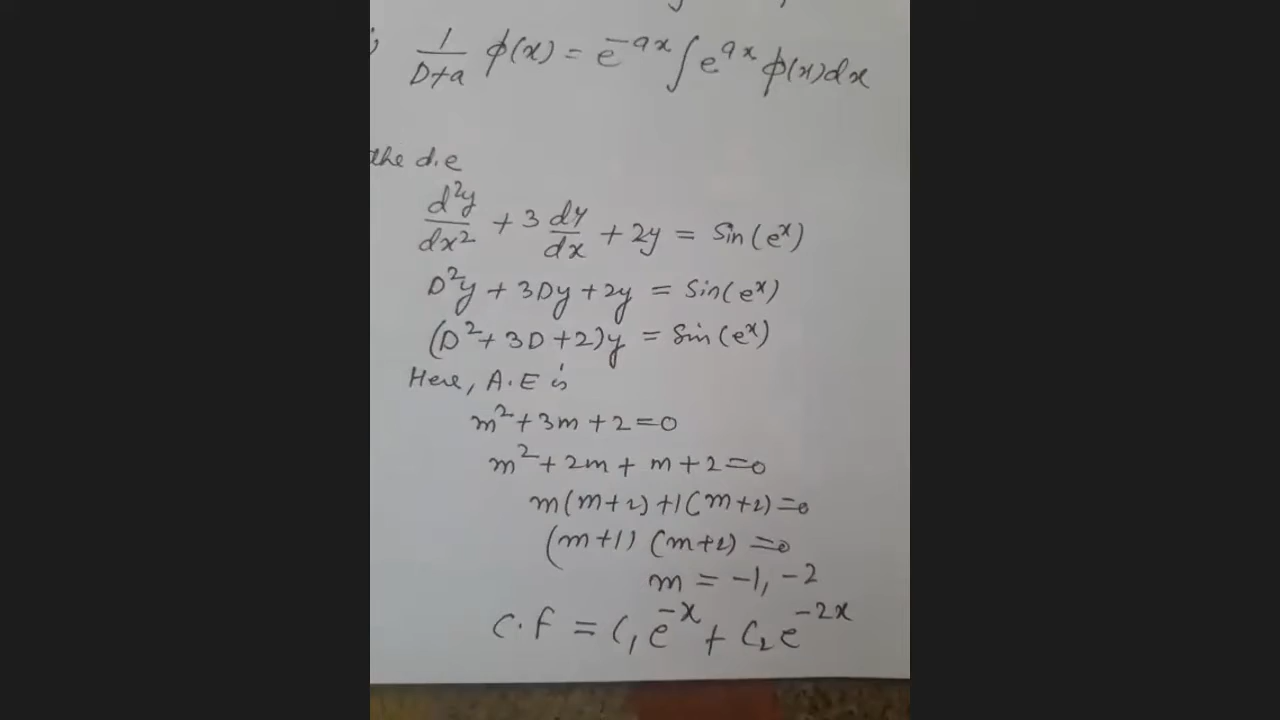 1/(D+a) ϕ(x) = e^(-ax) ∫ e^(ax) ϕ(x) dx
the d.e
d²y/dx² + 3 dy/dx + 2y = Sin(e^x)
D²y + 3Dy + 2y = Sin(e^x)
(D² + 3D + 2)y = Sin(e^x)
Here, A.E is
m² + 3m + 2 = 0
m² + 2m + m + 2 = 0
m(m+2) + 1(m+2) = 0
(m+1) (m+2) = 0
m = -1, -2
C.F = C₁e^(-x) + C₂e^(-2x)